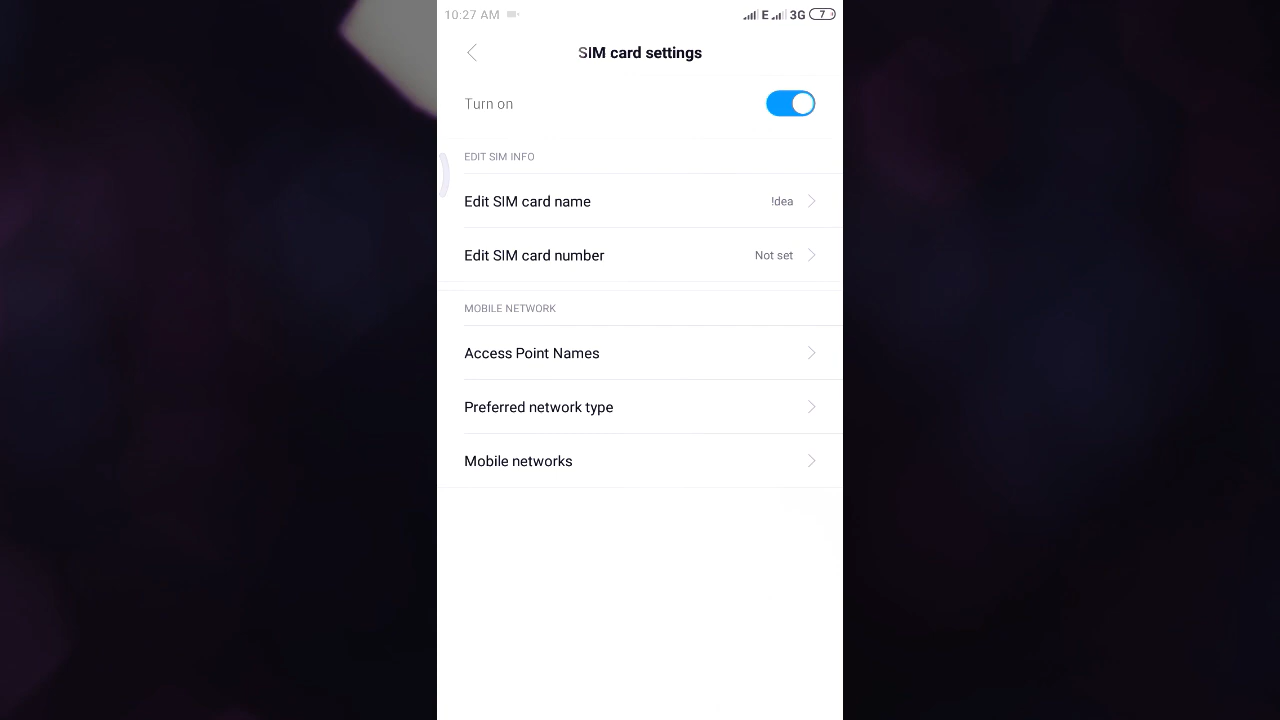 10:27 AM E 3G 7
SIM card settings
Turn on
EDIT SIM INFO
Edit SIM card name !dea
Edit SIM card number Not set
MOBILE NETWORK
Access Point Names
Preferred network type
Mobile networks